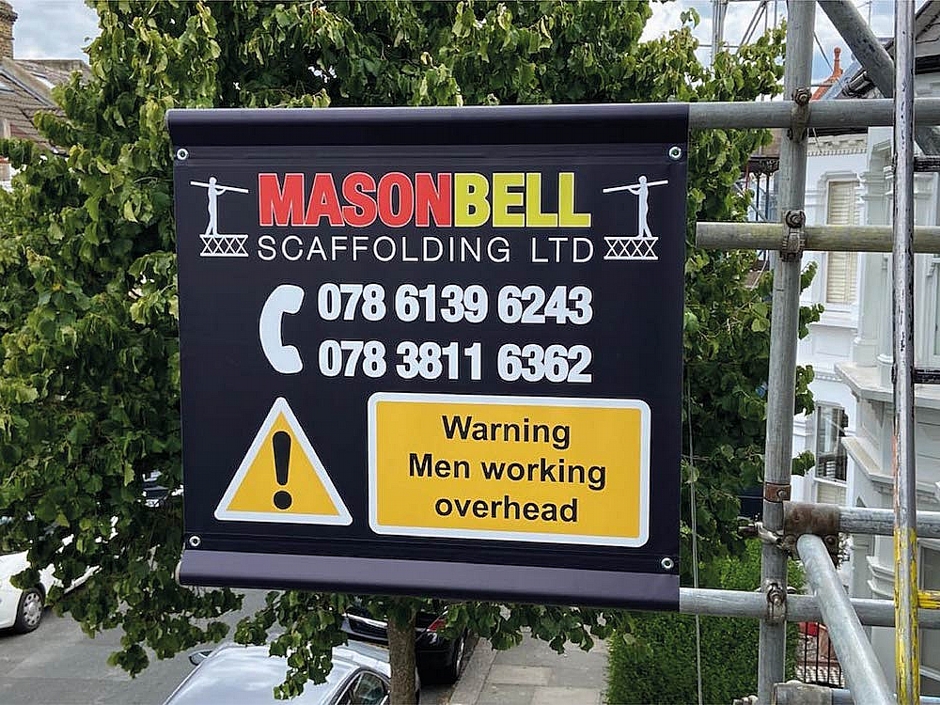 MASONBELL
SCAFFOLDING LTD
078 6139 6243
078 3811 6362
Warning
Men working
overhead